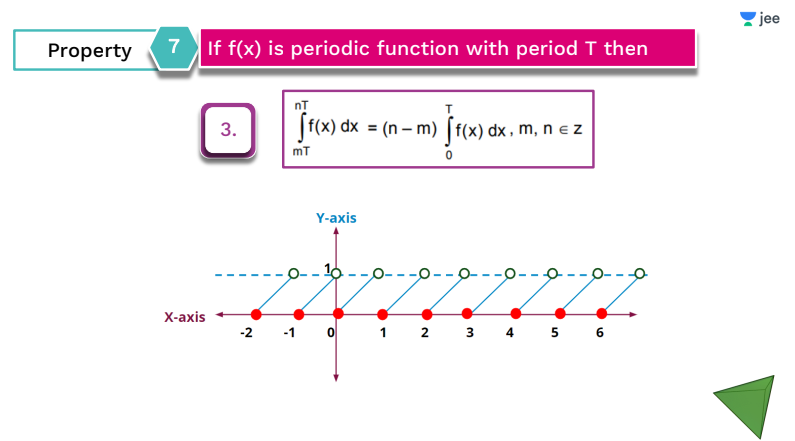 jee
Property 7 If f(x) is periodic function with period T then
3.
nT
∫f(x) dx = (n – m) ∫f(x) dx , m, n ∈ z
mT
T
0
Y-axis
1
X-axis
-2 -1 0 1 2 3 4 5 6